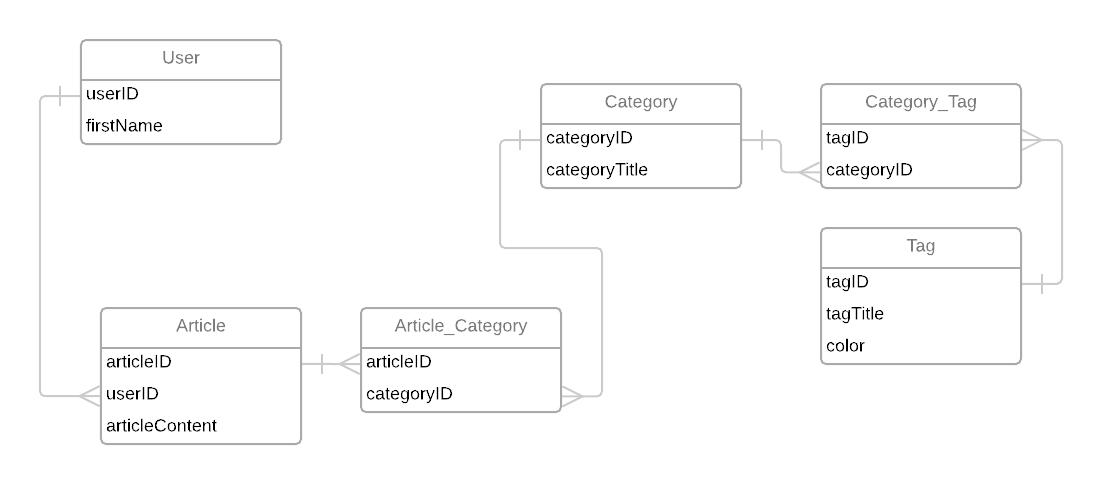 User
userID
firstName
Category
categoryID
categoryTitle
Category_Tag
tagID
categoryID
Tag
tagID
tagTitle
color
Article
articleID
userID
articleContent
Article_Category
articleID
categoryID